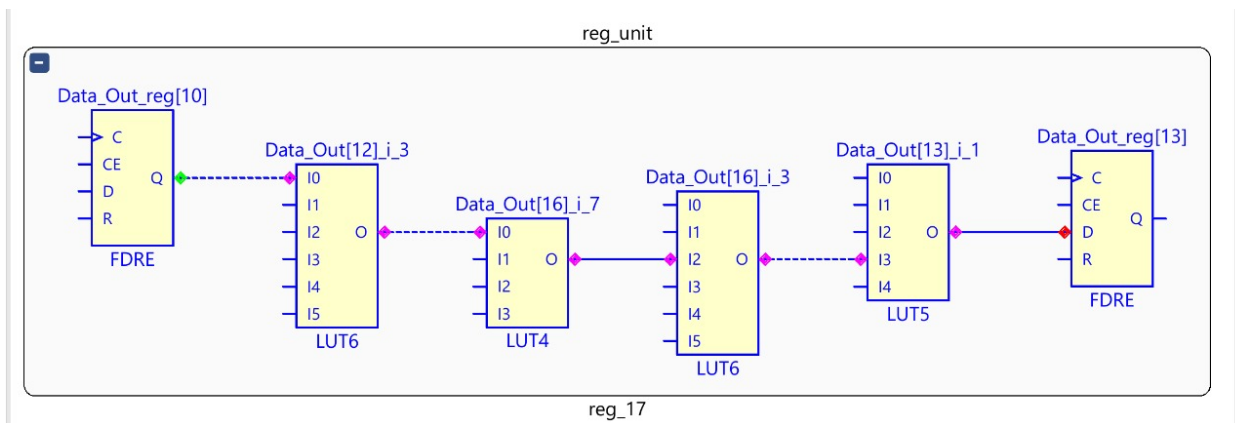 reg_unit
Data_Out_reg[10]
C
CE
D
R
Q
FDRE
Data_Out[12]_i_3
I0
I1
I2
I3
I4
I5
O
LUT6
Data_Out[16]_i_7
I0
I1
I2
I3
O
LUT4
Data_Out[16]_i_3
I0
I1
I2
I3
I4
I5
O
LUT6
Data_Out[13]_i_1
I0
I1
I2
I3
I4
O
LUT5
Data_Out_reg[13]
C
CE
D
R
Q
FDRE
reg_17